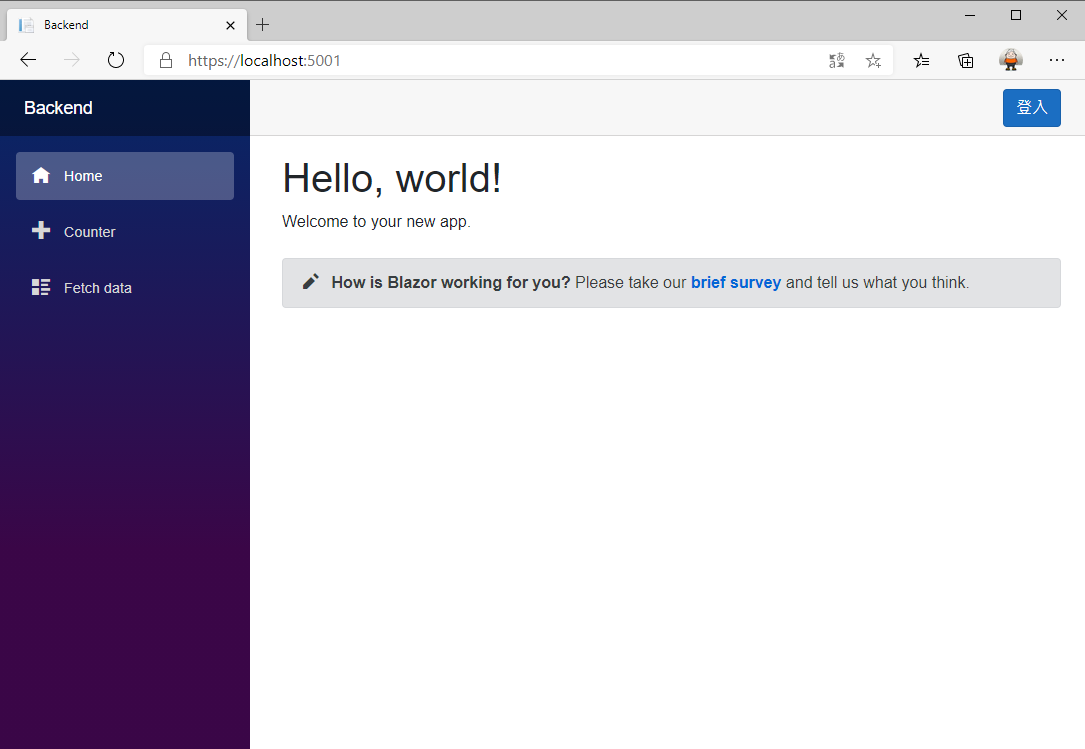 Backend
https://localhost:5001
Backend
登入
Home
Counter
Fetch data
Hello, world!
Welcome to your new app.
How is Blazor working for you? Please take our brief survey and tell us what you think.